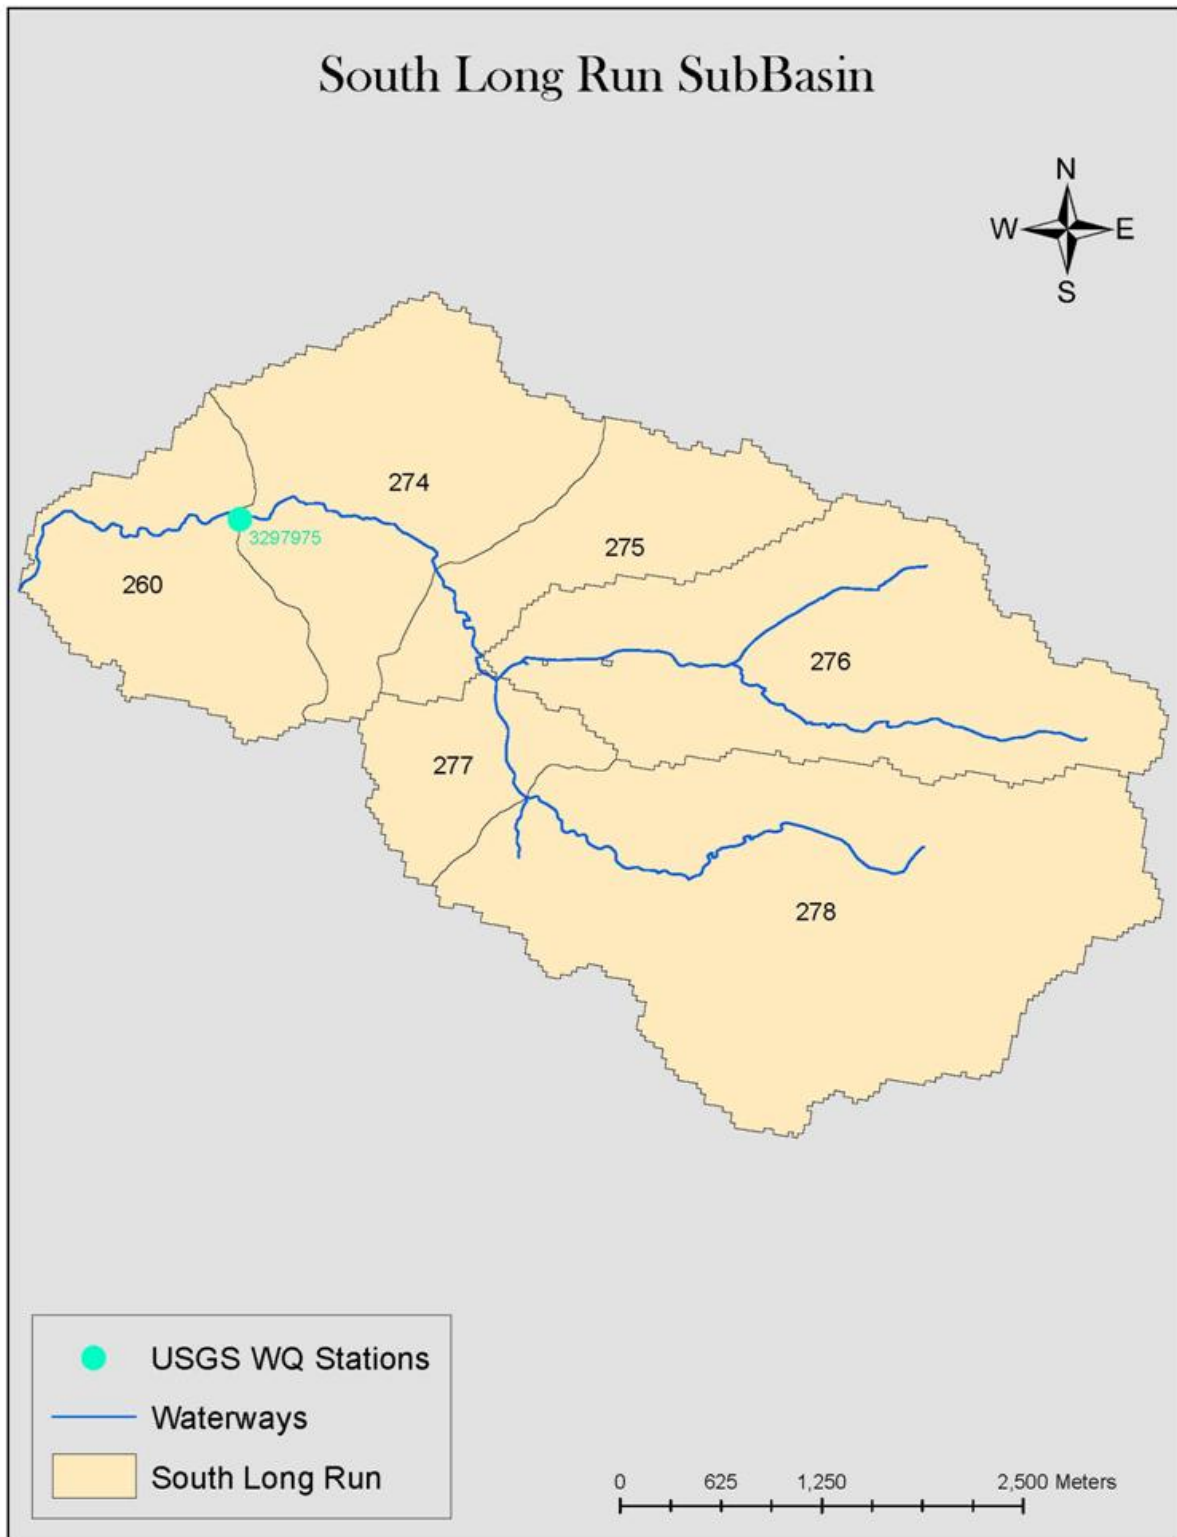 South Long Run SubBasin
N
W E
S
274
3297975
275
260
276
277
278
USGS WQ Stations
Waterways
South Long Run
0 625 1,250 2,500 Meters